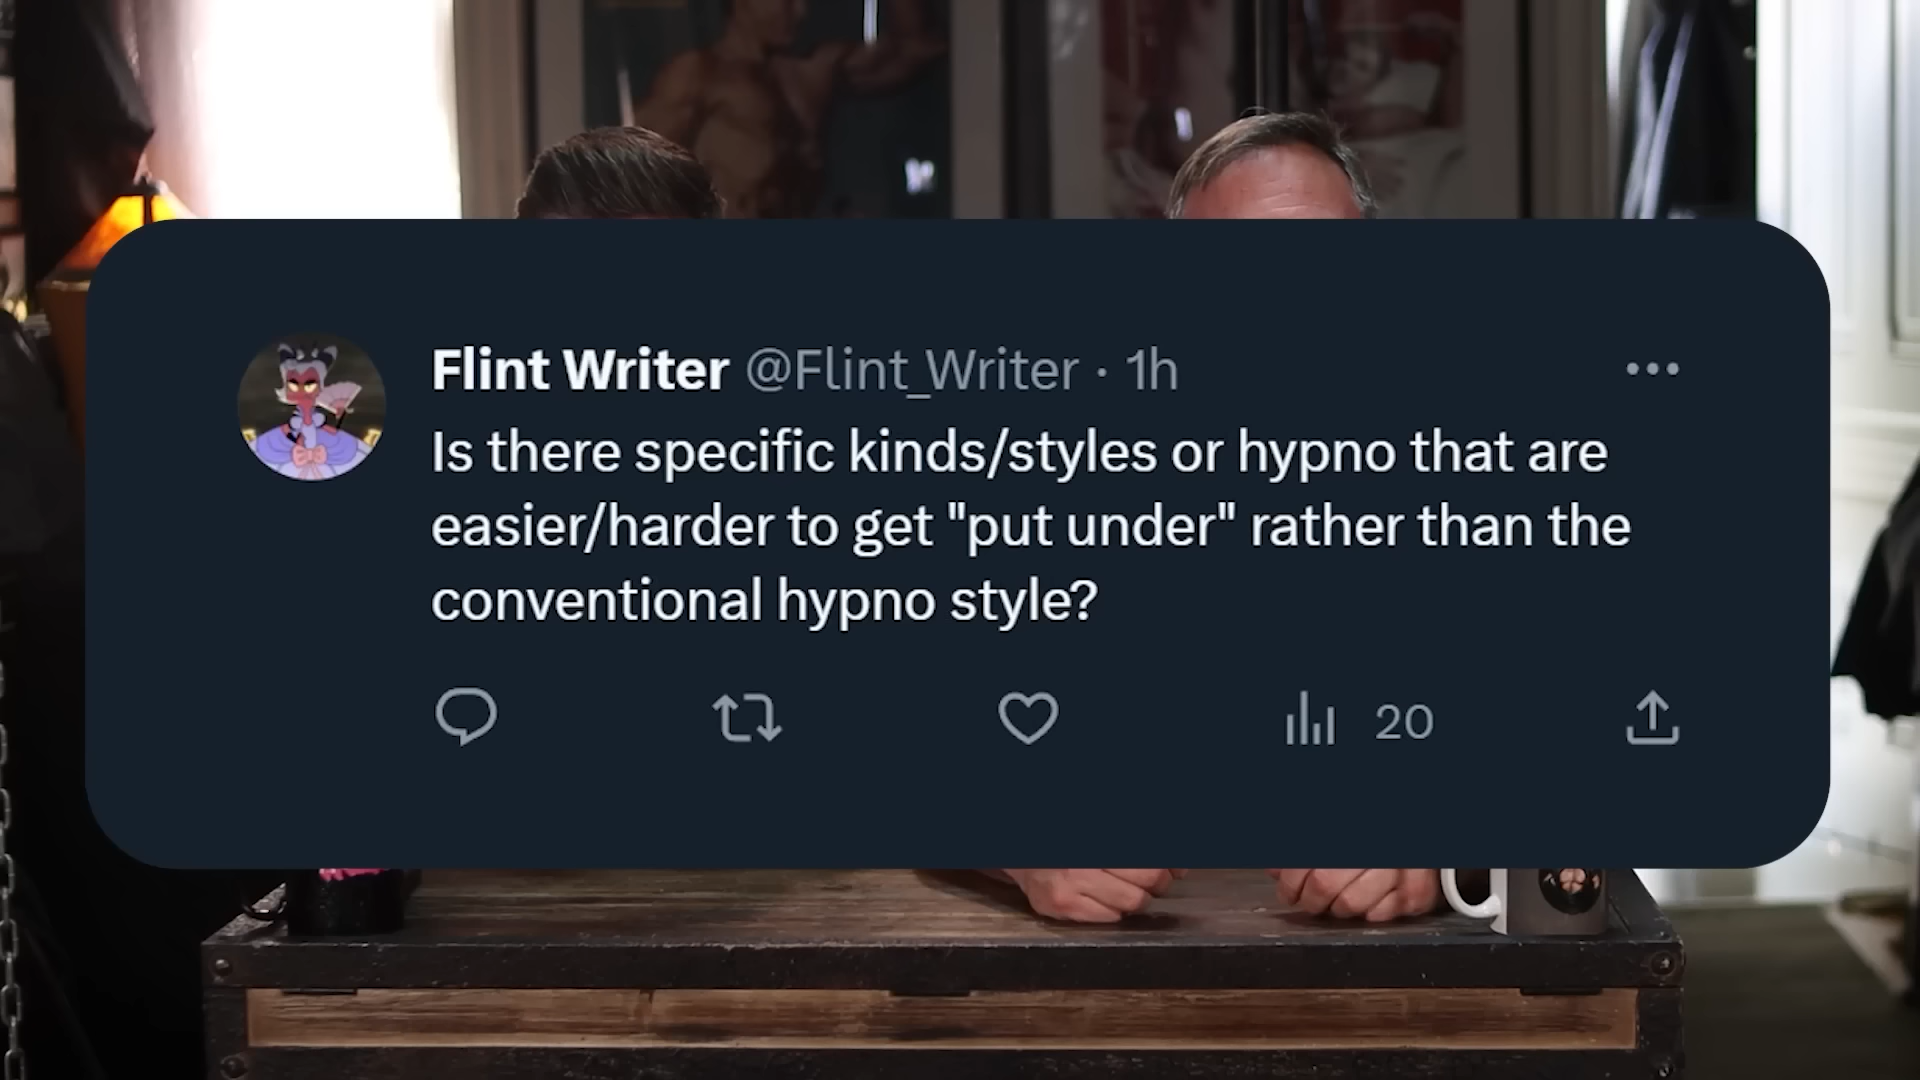 Flint Writer @Flint_Writer · 1h
Is there specific kinds/styles or hypno that are
easier/harder to get "put under" rather than the
conventional hypno style?
20